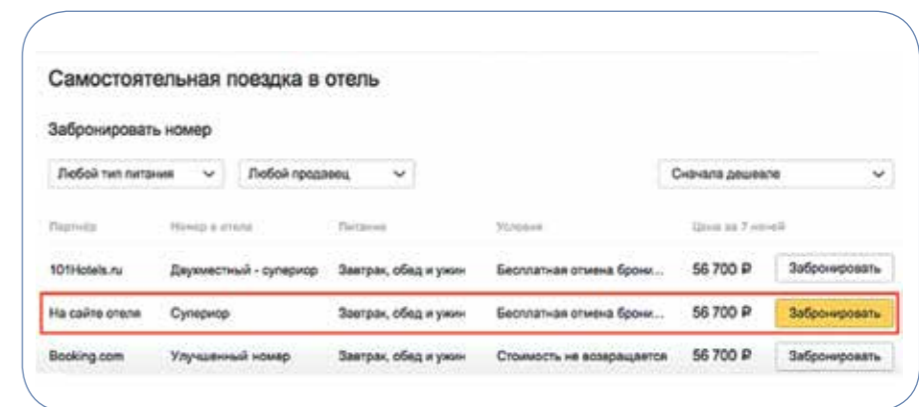 Самостоятельная поездка в отель
Забронировать номер
Любой тип питания Любой продавец Сначала дешевле
Партнёр Номер в отеле Питание Условия Цена за 7 ночей
101Hotels.ru Двухместный - супериор Завтрак, обед и ужин Бесплатная отмена брони... 56 700 ₽ Забронировать
На сайте отеля Супериор Завтрак, обед и ужин Бесплатная отмена брони... 56 700 ₽ Забронировать
Booking.com Улучшенный номер Завтрак, обед и ужин Стоимость не возвращается 56 700 ₽ Забронировать